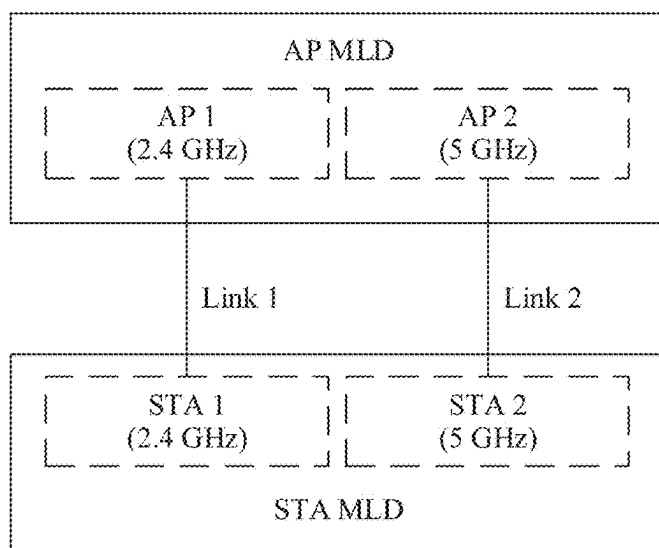 AP MLD
AP 1
(2.4 GHz)
AP 2
(5 GHz)
Link 1
Link 2
STA 1
(2.4 GHz)
STA 2
(5 GHz)
STA MLD